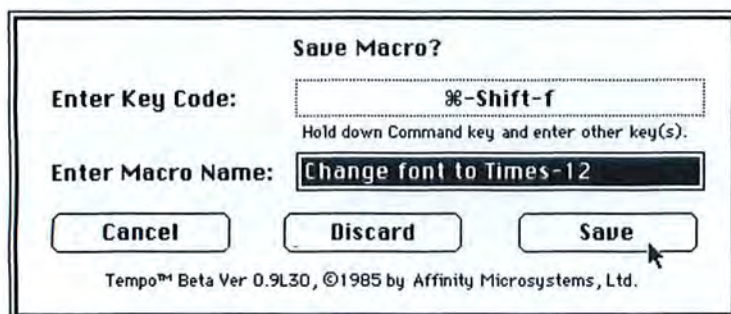 Save Macro?
Enter Key Code: ⌘-Shift-f
Hold down Command key and enter other key(s).
Enter Macro Name: Change font to Times-12
Cancel Discard Save
Tempo™ Beta Ver 0.9L30, ©1985 by Affinity Microsystems, Ltd.